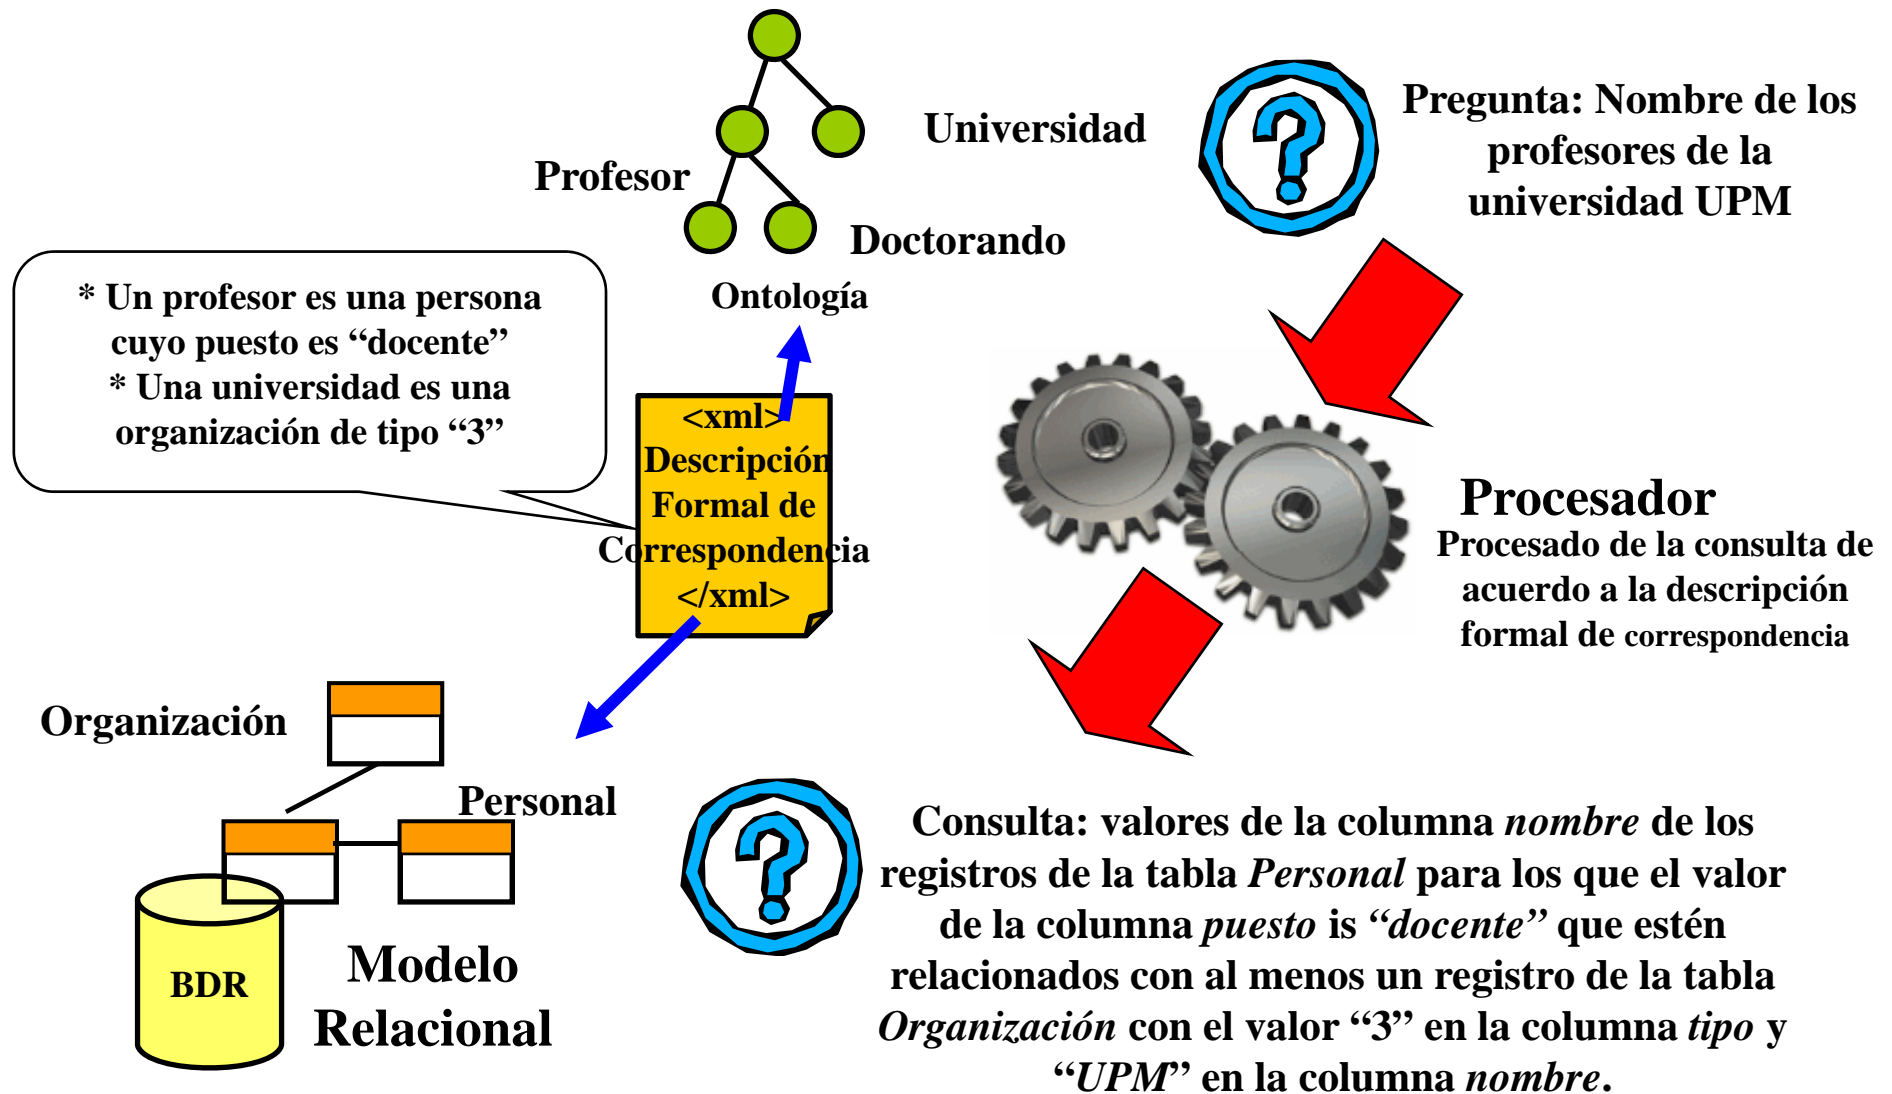 Universidad
Profesor
Doctorando
Ontología
Pregunta: Nombre de los
profesores de la
universidad UPM
* Un profesor es una persona
cuyo puesto es “docente”
* Una universidad es una
organización de tipo “3”
<xml>
Descripción
Formal de
Correspondencia
</xml>
Procesador
Procesado de la consulta de
acuerdo a la descripción
formal de correspondencia
Organización
Personal
BDR
Modelo
Relacional
Consulta: valores de la columna nombre de los
registros de la tabla Personal para los que el valor
de la columna puesto is “docente” que estén
relacionados con al menos un registro de la tabla
Organización con el valor “3” en la columna tipo y
“UPM” en la columna nombre.